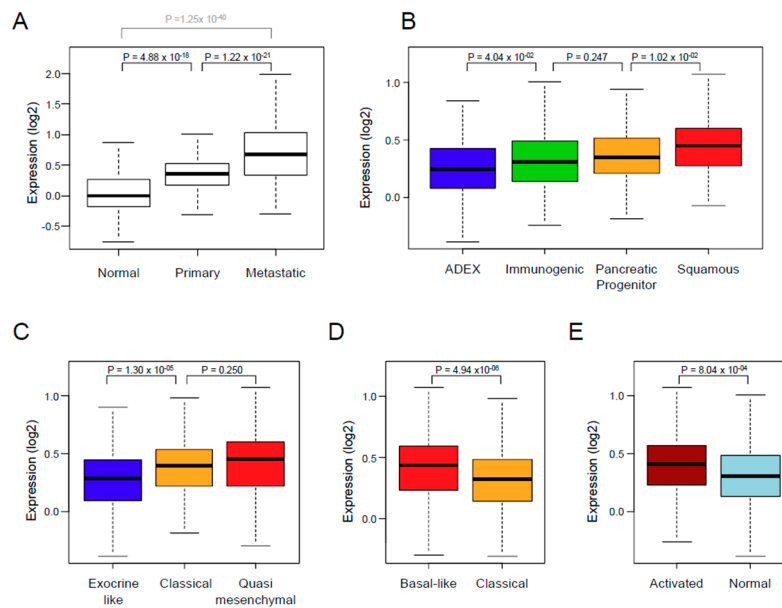 A
P =1.25x 10-40
P = 4.88 x 10-18
P = 1.22 x 10-21
Expression (log2)
2.0
1.5
1.0
0.5
0.0
-0.5
Normal
Primary
Metastatic
B
P = 4.04 x 10-02
P = 0.247
P = 1.02 x 10-02
Expression (log2)
1.0
0.5
0.0
ADEX
Immunogenic
Pancreatic
Progenitor
Squamous
C
P = 1.30 x 10-05
P = 0.250
Expression (log2)
1.0
0.5
0.0
Exocrine
like
Classical
Quasi
mesenchymal
D
P = 4.94 x10-06
Expression (log2)
1.0
0.5
0.0
Basal-like
Classical
E
P = 8.04 x10-04
Expression (log2)
1.0
0.5
0.0
Activated
Normal